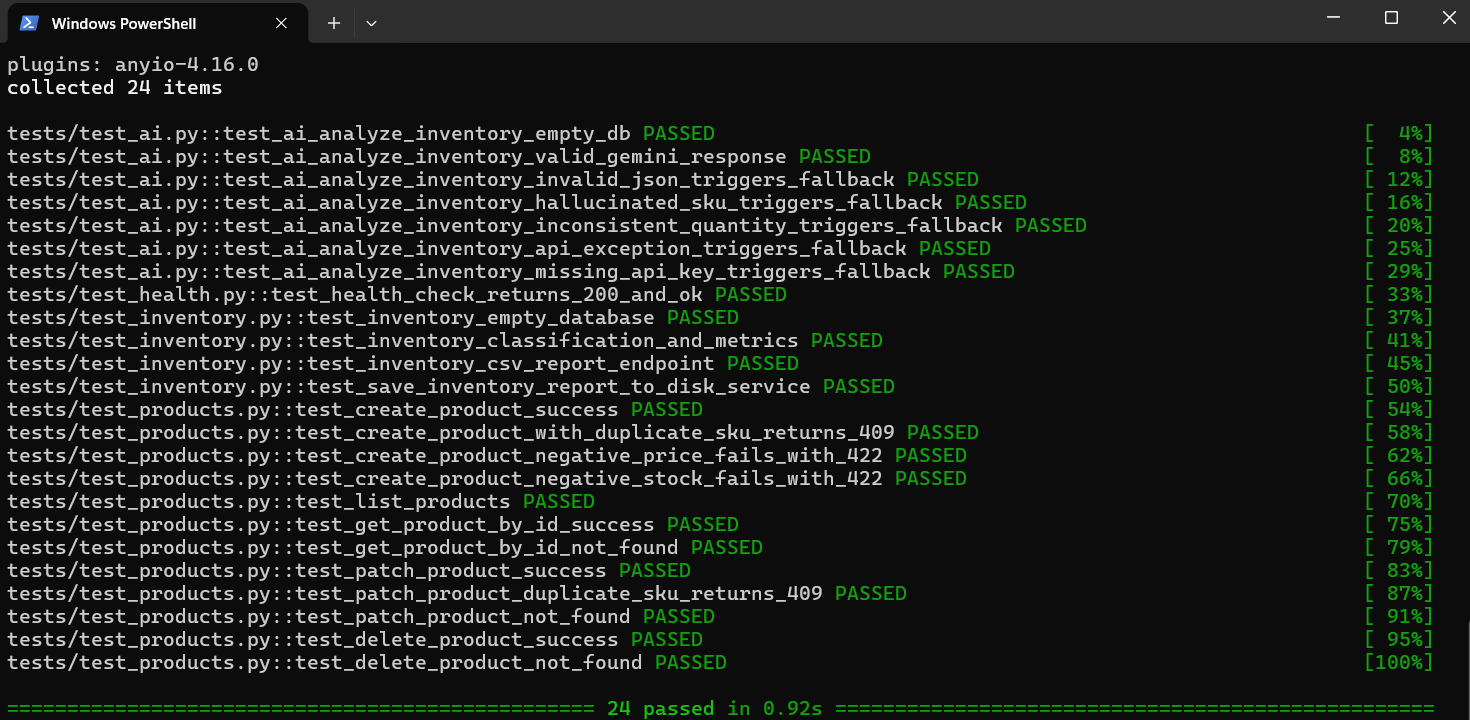 Windows PowerShell
plugins: anyio-4.16.0
collected 24 items
tests/test_ai.py::test_ai_analyze_inventory_empty_db PASSED [  4%]
tests/test_ai.py::test_ai_analyze_inventory_valid_gemini_response PASSED [  8%]
tests/test_ai.py::test_ai_analyze_inventory_invalid_json_triggers_fallback PASSED [ 12%]
tests/test_ai.py::test_ai_analyze_inventory_hallucinated_sku_triggers_fallback PASSED [ 16%]
tests/test_ai.py::test_ai_analyze_inventory_inconsistent_quantity_triggers_fallback PASSED [ 20%]
tests/test_ai.py::test_ai_analyze_inventory_api_exception_triggers_fallback PASSED [ 25%]
tests/test_ai.py::test_ai_analyze_inventory_missing_api_key_triggers_fallback PASSED [ 29%]
tests/test_health.py::test_health_check_returns_200_and_ok PASSED [ 33%]
tests/test_inventory.py::test_inventory_empty_database PASSED [ 37%]
tests/test_inventory.py::test_inventory_classification_and_metrics PASSED [ 41%]
tests/test_inventory.py::test_inventory_csv_report_endpoint PASSED [ 45%]
tests/test_inventory.py::test_save_inventory_report_to_disk_service PASSED [ 50%]
tests/test_products.py::test_create_product_success PASSED [ 54%]
tests/test_products.py::test_create_product_with_duplicate_sku_returns_409 PASSED [ 58%]
tests/test_products.py::test_create_product_negative_price_fails_with_422 PASSED [ 62%]
tests/test_products.py::test_create_product_negative_stock_fails_with_422 PASSED [ 66%]
tests/test_products.py::test_list_products PASSED [ 70%]
tests/test_products.py::test_get_product_by_id_success PASSED [ 75%]
tests/test_products.py::test_get_product_by_id_not_found PASSED [ 79%]
tests/test_products.py::test_patch_product_success PASSED [ 83%]
tests/test_products.py::test_patch_product_duplicate_sku_returns_409 PASSED [ 87%]
tests/test_products.py::test_patch_product_not_found PASSED [ 91%]
tests/test_products.py::test_delete_product_success PASSED [ 95%]
tests/test_products.py::test_delete_product_not_found PASSED [100%]
================================================= 24 passed in 0.92s ==================================================